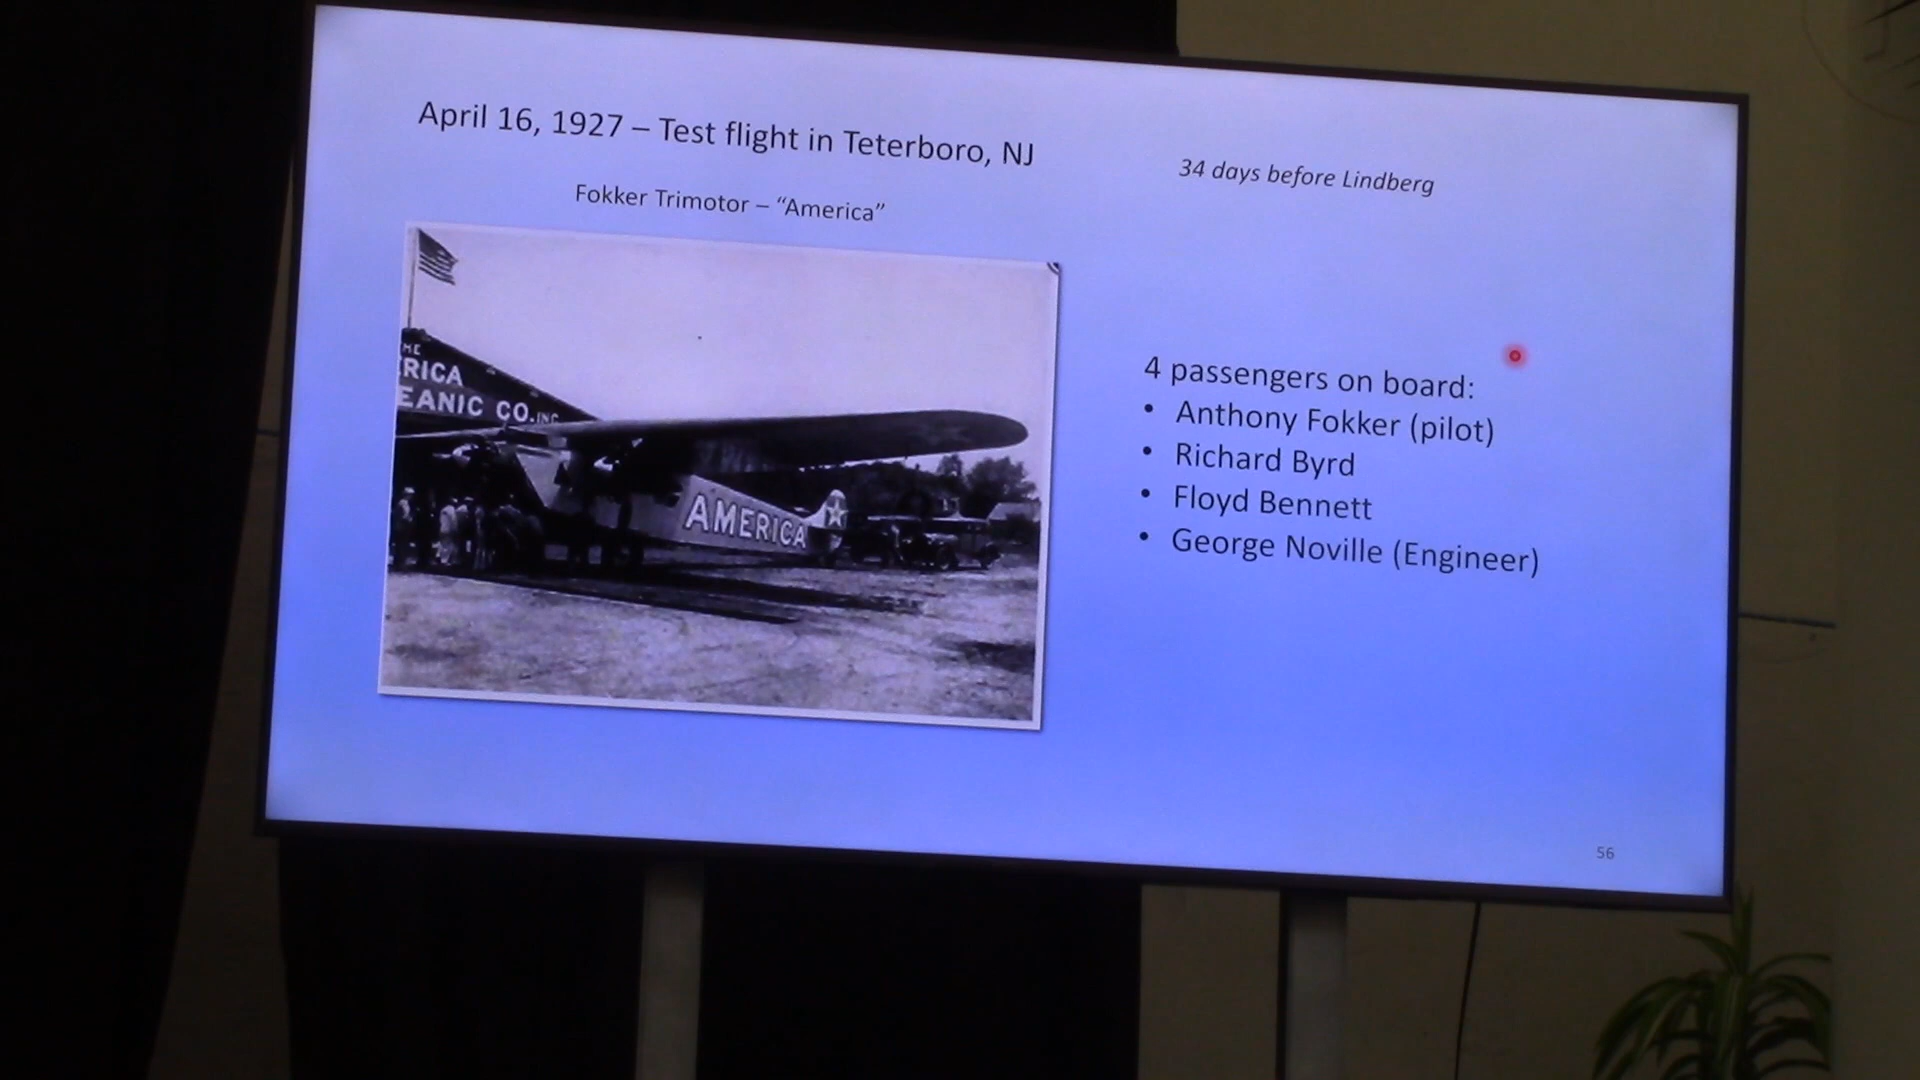 April 16, 1927 – Test flight in Teterboro, NJ
34 days before Lindberg
Fokker Trimotor – “America”
RICA
EANIC CO.INC
AMERICA
4 passengers on board:
• Anthony Fokker (pilot)
• Richard Byrd
• Floyd Bennett
• George Noville (Engineer)
56